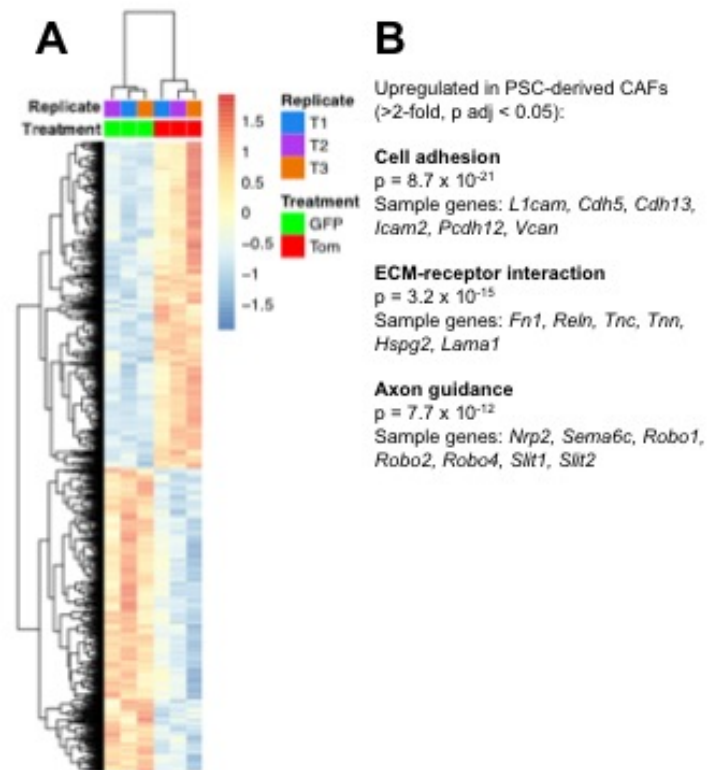 A
Replicate
Treatment
1.5
1
0.5
0
−0.5
−1
−1.5
Replicate
T1
T2
T3
Treatment
GFP
Tom
B
Upregulated in PSC-derived CAFs
(>2-fold, p adj < 0.05):
Cell adhesion
p = 8.7 x 10⁻²¹
Sample genes: L1cam, Cdh5, Cdh13,
Icam2, Pcdh12, Vcan
ECM-receptor interaction
p = 3.2 x 10⁻¹⁵
Sample genes: Fn1, Reln, Tnc, Tnn,
Hspg2, Lama1
Axon guidance
p = 7.7 x 10⁻¹²
Sample genes: Nrp2, Sema6c, Robo1,
Robo2, Robo4, Slit1, Slit2